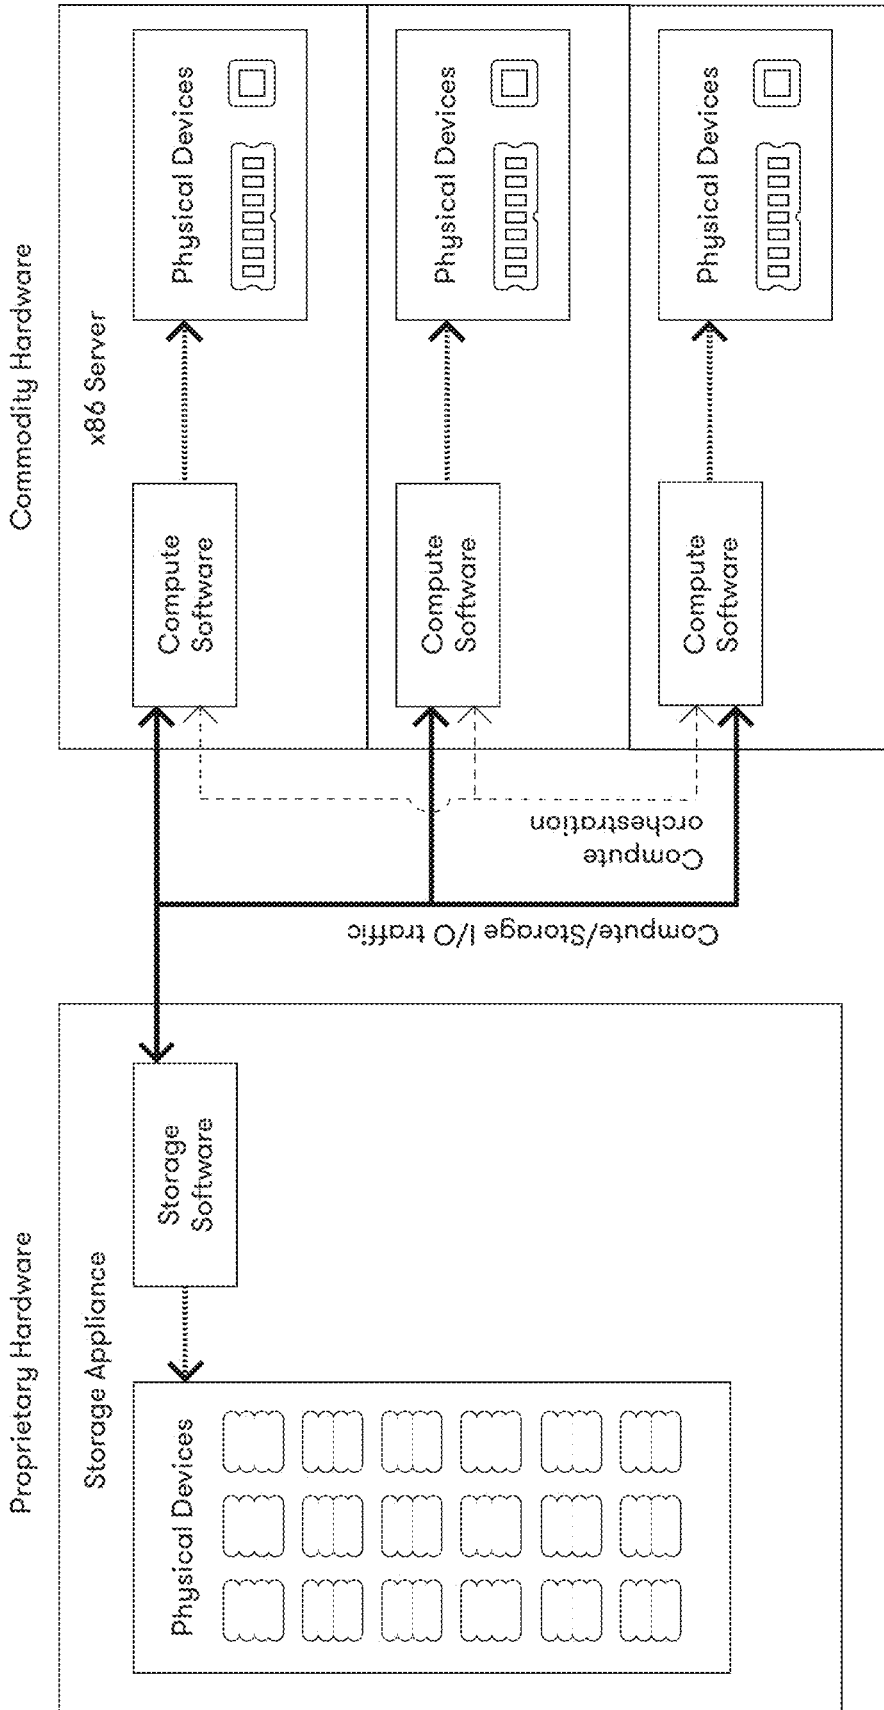 Proprietary Hardware
Storage Appliance
Physical Devices
Storage
Software
Compute/Storage I/O traffic
Compute
orchestration
Commodity Hardware
x86 Server
Compute
Software
Physical Devices
Compute
Software
Physical Devices
Compute
Software
Physical Devices